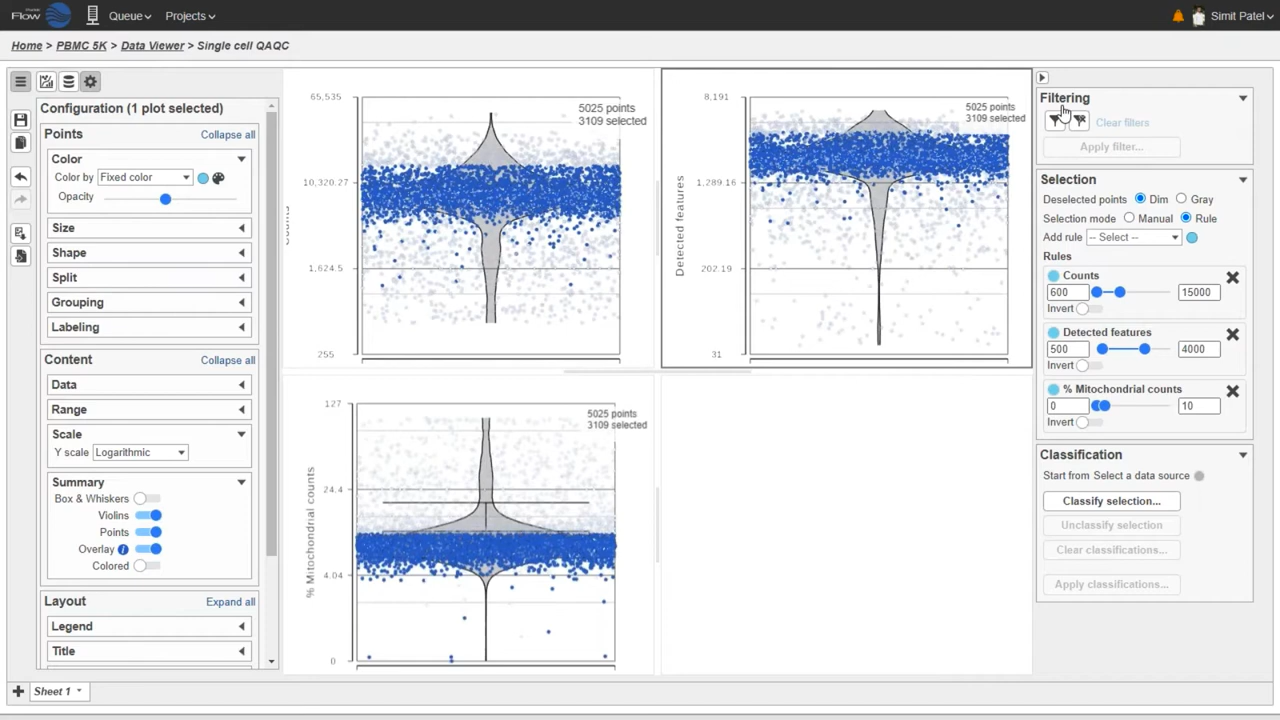 Flow
Queue
Projects
Simit Patel
Home > PBMC 5K > Data Viewer > Single cell QAQC
Configuration (1 plot selected)
Points
Collapse all
Color
Color by
Fixed color
Opacity
Size
Shape
Split
Grouping
Labeling
Content
Collapse all
Data
Range
Scale
Y scale
Logarithmic
Summary
Box & Whiskers
Violins
Points
Overlay
Colored
Layout
Expand all
Legend
Title
65,535
10,320.27
1,624.5
255
5025 points
3109 selected
Detected features
8,191
1,289.16
202.19
31
5025 points
3109 selected
% Mitochondrial counts
127
24.4
4.04
0
5025 points
3109 selected
Filtering
Clear filters
Apply filter...
Selection
Deselected points
Dim
Gray
Selection mode
Manual
Rule
Add rule
-- Select --
Rules
Counts
600
15000
Invert
Detected features
500
4000
Invert
% Mitochondrial counts
0
10
Invert
Classification
Start from Select a data source
Classify selection...
Unclassify selection
Clear classifications...
Apply classifications...
Sheet 1